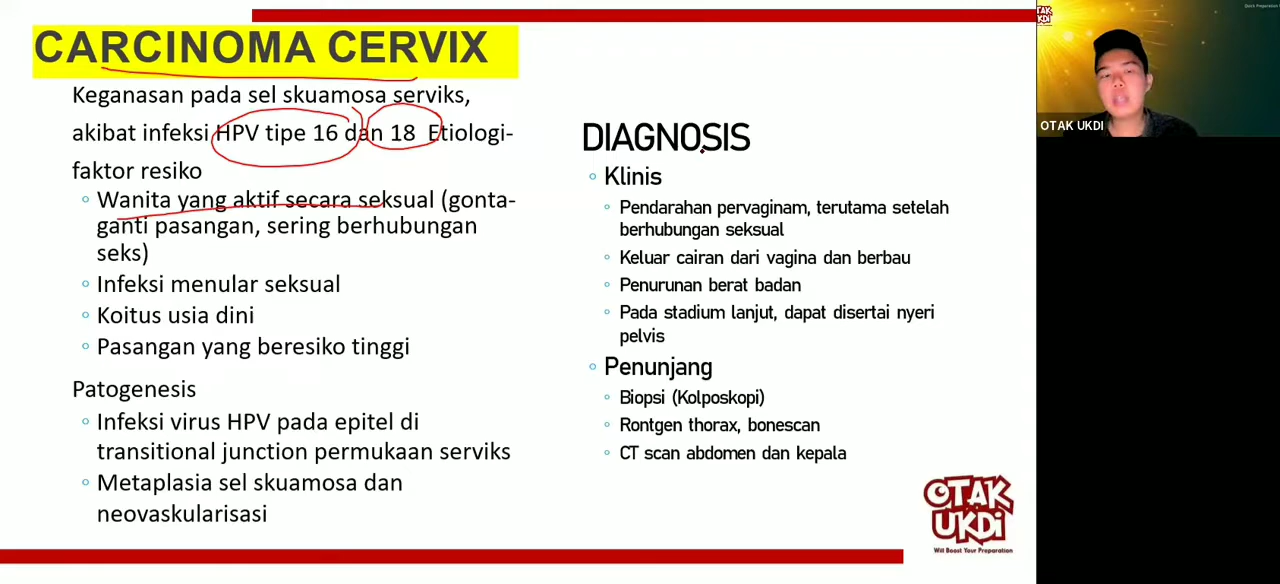 CARCINOMA CERVIX
Keganasan pada sel skuamosa serviks,
akibat infeksi HPV tipe 16 dan 18 Etiologi-
faktor resiko
Wanita yang aktif secara seksual (gonta-
ganti pasangan, sering berhubungan
seks)
Infeksi menular seksual
Koitus usia dini
Pasangan yang beresiko tinggi
Patogenesis
Infeksi virus HPV pada epitel di
transitional junction permukaan serviks
Metaplasia sel skuamosa dan
neovaskularisasi
DIAGNOSIS
Klinis
Pendarahan pervaginam, terutama setelah
berhubungan seksual
Keluar cairan dari vagina dan berbau
Penurunan berat badan
Pada stadium lanjut, dapat disertai nyeri
pelvis
Penunjang
Biopsi (Kolposkopi)
Rontgen thorax, bonescan
CT scan abdomen dan kepala
OTAK
UKDI
Will Boost Your Preparation
OTAK UKDI